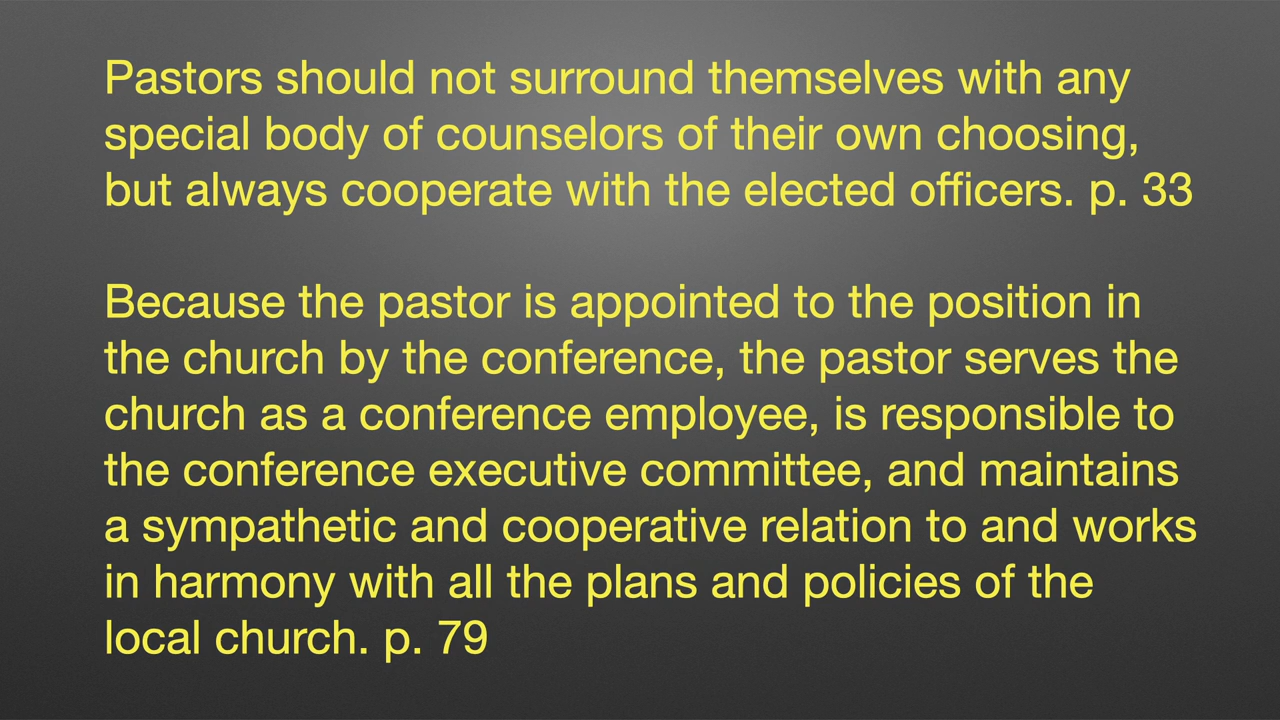 Pastors should not surround themselves with any
special body of counselors of their own choosing,
but always cooperate with the elected officers. p. 33
Because the pastor is appointed to the position in
the church by the conference, the pastor serves the
church as a conference employee, is responsible to
the conference executive committee, and maintains
a sympathetic and cooperative relation to and works
in harmony with all the plans and policies of the
local church. p. 79